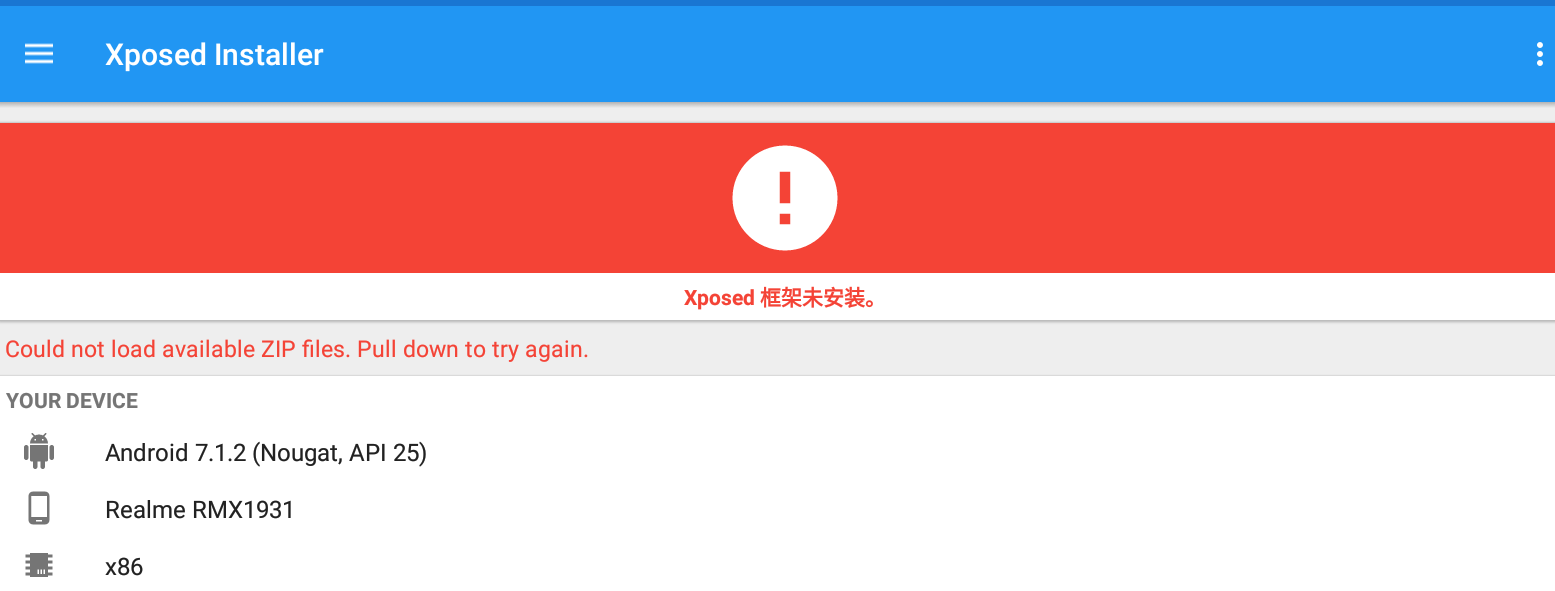 Xposed Installer
Xposed 框架未安装。
Could not load available ZIP files. Pull down to try again.
YOUR DEVICE
Android 7.1.2 (Nougat, API 25)
Realme RMX1931
x86